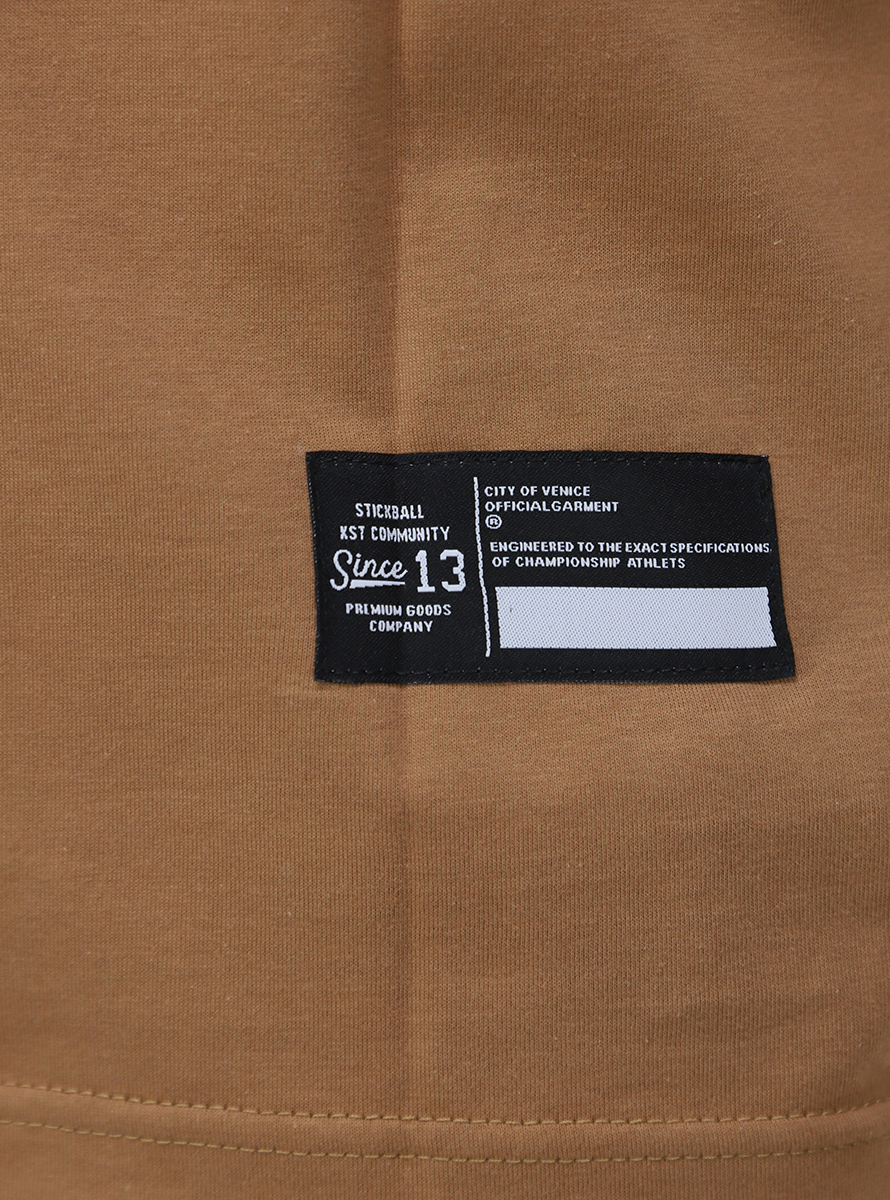 STICKBALL
KST COMMUNITY
Since 13
PREMIUM GOODS
COMPANY
CITY OF VENICE
OFFICIALGARMENT
®
ENGINEERED TO THE EXACT SPECIFICATIONS
OF CHAMPIONSHIP ATHLETS